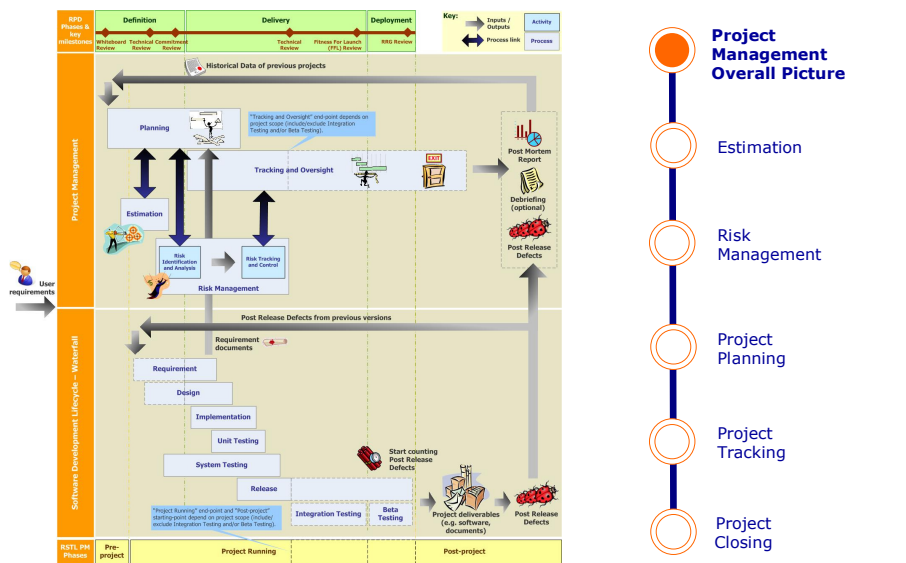 RPD
Phases &
key
milestones
Definition
Delivery
Deployment
Whiteboard
Review
Technical
Review
Commitment
Review
Technical
Review
Fitness For Launch
(FFL) Review
RRG Review
Key:
Inputs /
Outputs
Process link
Activity
Process
Project Management
Historical Data of previous projects
Planning
"Tracking and Oversight" end-point depends on
project scope (include/exclude Integration
Testing and/or Beta Testing).
Tracking and Oversight
EXIT
Post Mortem
Report
Debriefing
(optional)
Post Release
Defects
Estimation
Risk
Identification
and Analysis
Risk Tracking
and Control
Risk Management
User
requirements
Software Development Lifecycle – Waterfall
Post Release Defects from previous versions
Requirement
documents
Requirement
Design
Implementation
Unit Testing
System Testing
Release
Start counting
Post Release
Defects
"Project Running" end-point and "Post-project"
starting-point depend on project scope (include/
exclude Integration Testing and/or Beta Testing).
Integration Testing
Beta
Testing
Project deliverables
(e.g. software,
documents)
Post Release
Defects
RSTL PM
Phases
Pre-
project
Project Running
Post-project
Project
Management
Overall Picture
Estimation
Risk
Management
Project
Planning
Project
Tracking
Project
Closing